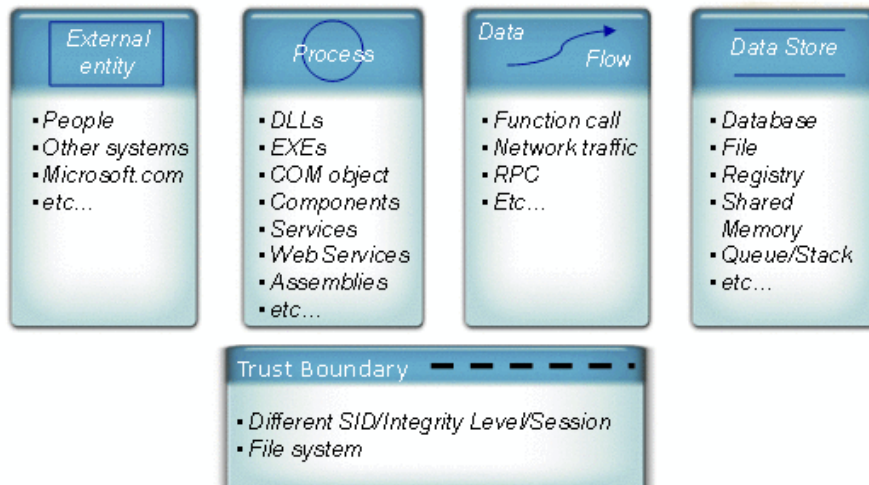 External
entity
▪People
▪Other systems
▪Microsoft.com
▪etc...
Process
▪DLLs
▪EXEs
▪COM object
▪Components
▪Services
▪Web Services
▪Assemblies
▪etc...
Data
Flow
▪Function call
▪Network traffic
▪RPC
▪Etc...
Data Store
▪Database
▪File
▪Registry
▪Shared
Memory
▪Queue/Stack
▪etc...
Trust Boundary
▪Different SID/Integrity Level/Session
▪File system